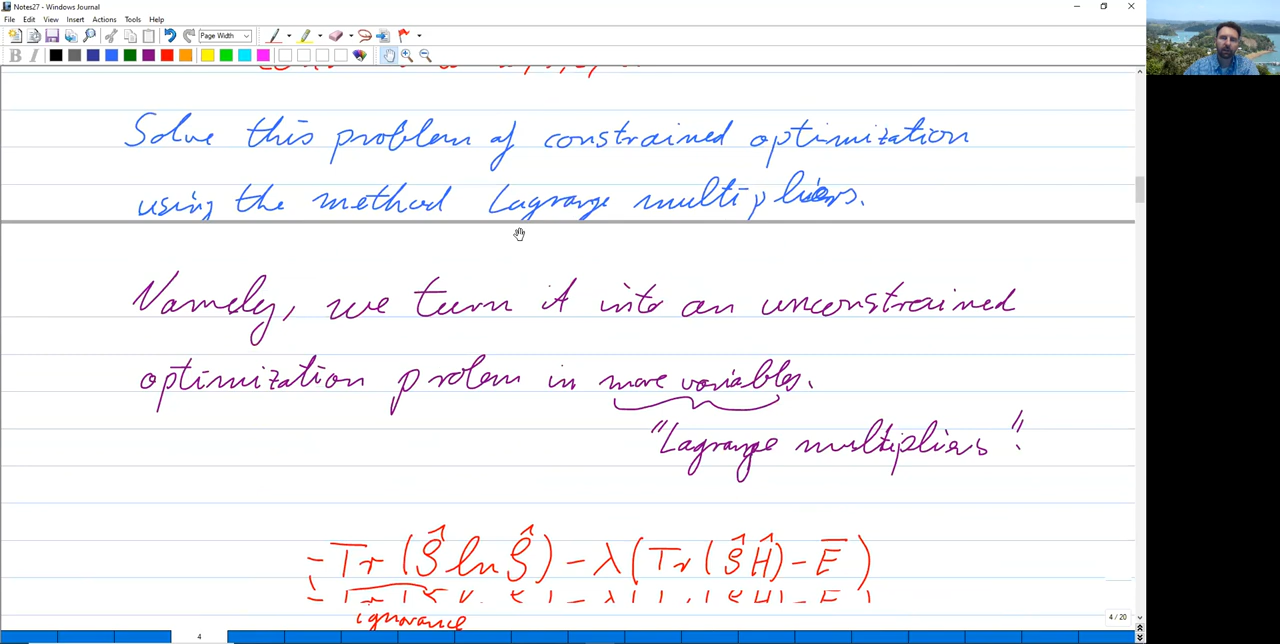 Notes27 - Windows Journal
File Edit View Insert Actions Tools Help
Page Width
B I
Solve this problem of constrained optimization
using the method Lagrange multipliers.
Namely, we turn it into an unconstrained
optimization prolem in more variables.
"Lagrange multipliers".
- Tr (ρ̂ ln ρ̂) - λ (Tr (ρ̂ Ĥ) - Ē)
ignorance
4 / 20
4